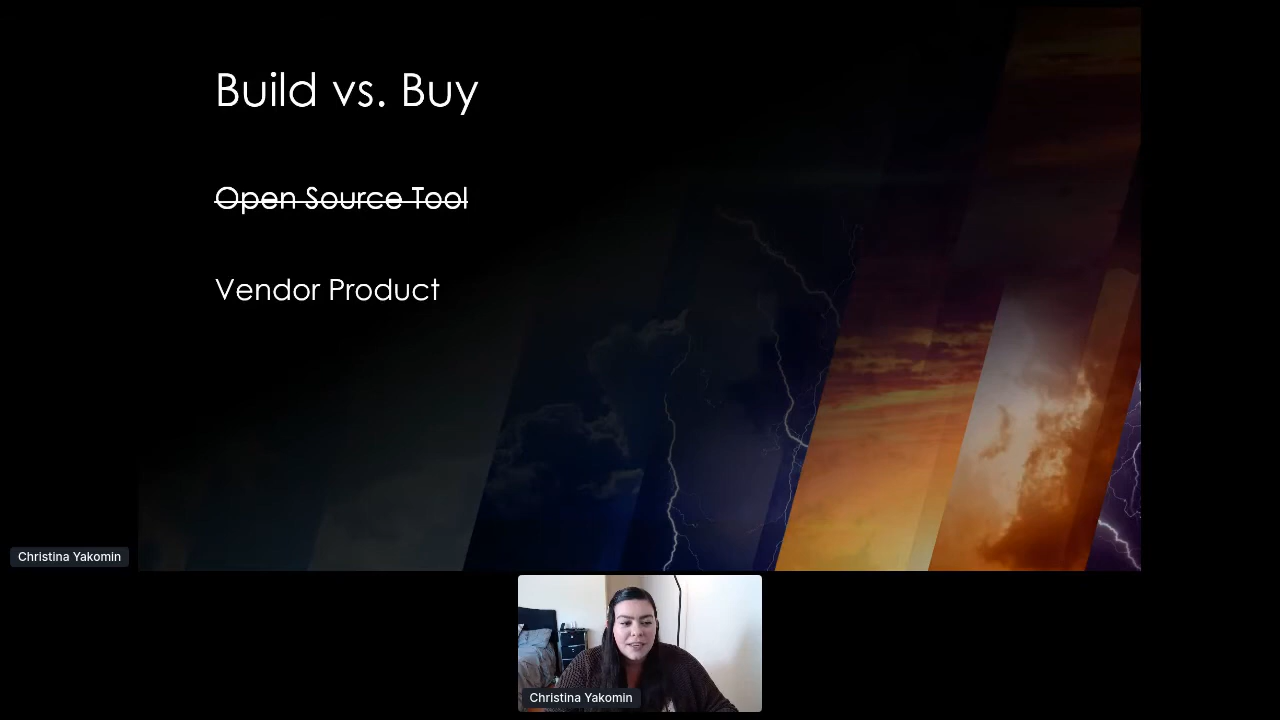 Build vs. Buy
Open Source Tool
Vendor Product
Christina Yakomin
Christina Yakomin